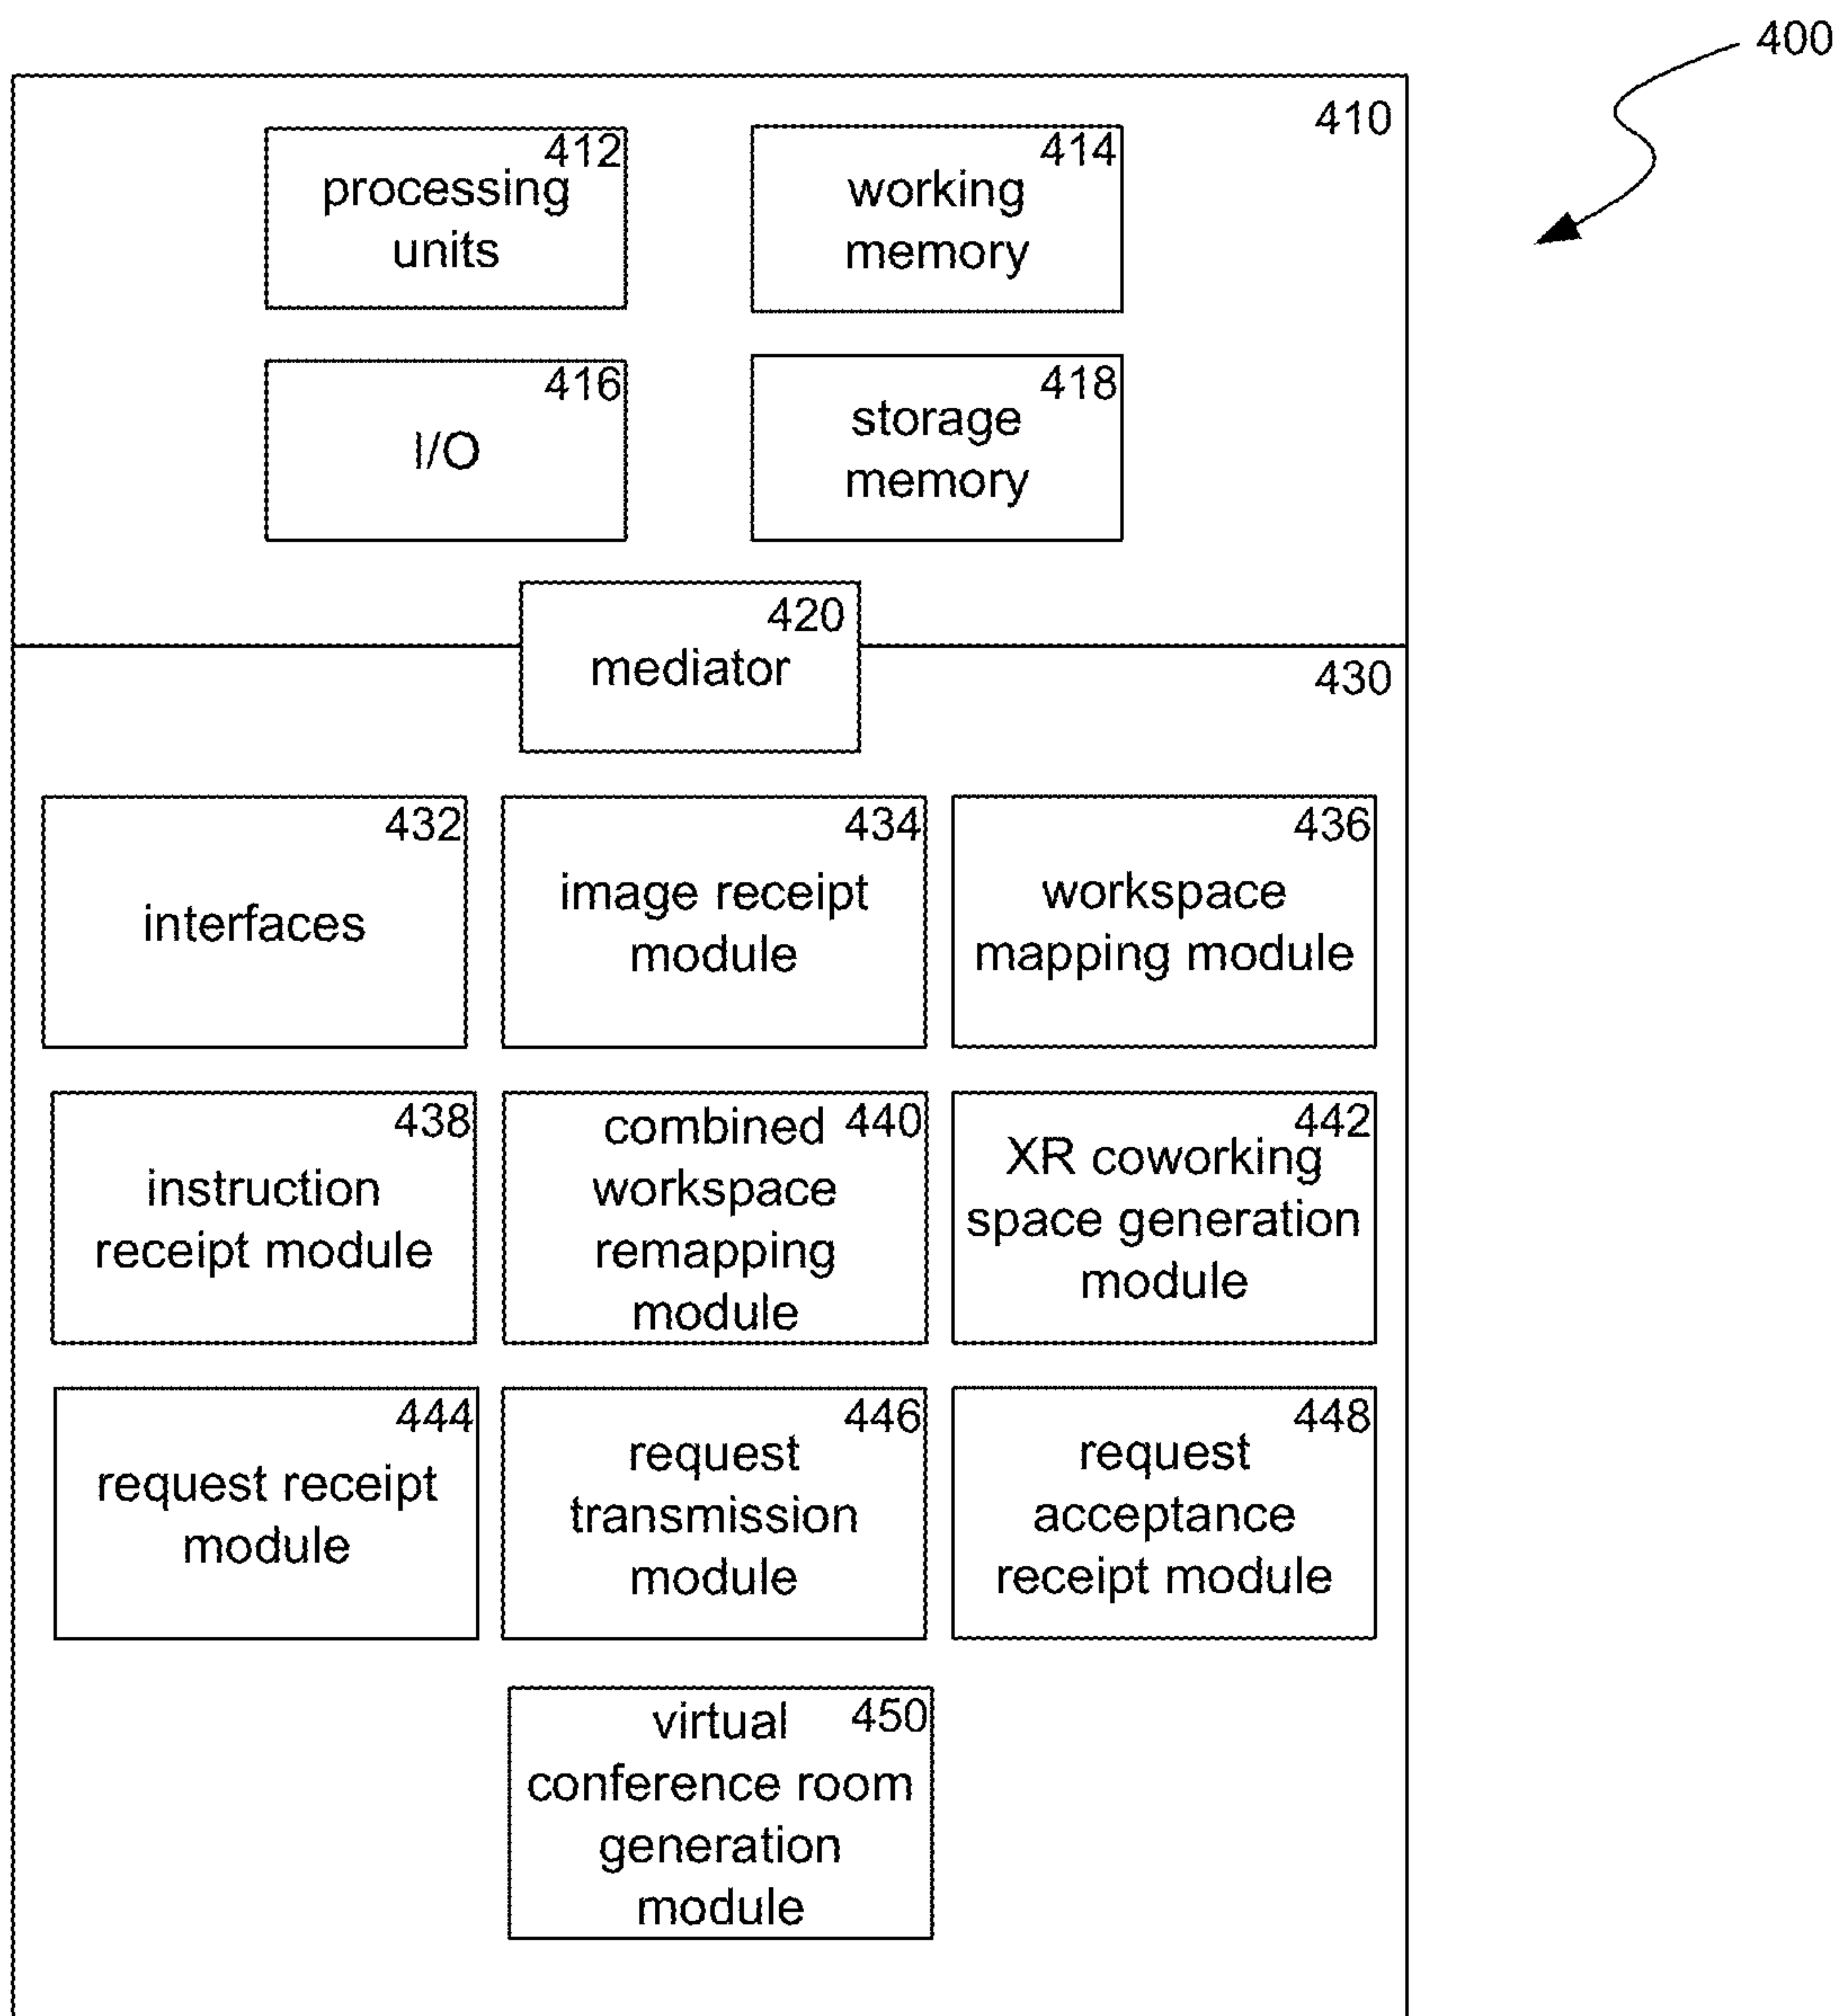 400
410
412
processing
units
414
working
memory
416
I/O
418
storage
memory
420
mediator
430
432
interfaces
434
image receipt
module
436
workspace
mapping module
438
instruction
receipt module
combined 440
workspace
remapping
module
442
XR coworking
space generation
module
444
request receipt
module
446
request
transmission
module
448
request
acceptance
receipt module
virtual 450
conference room
generation
module